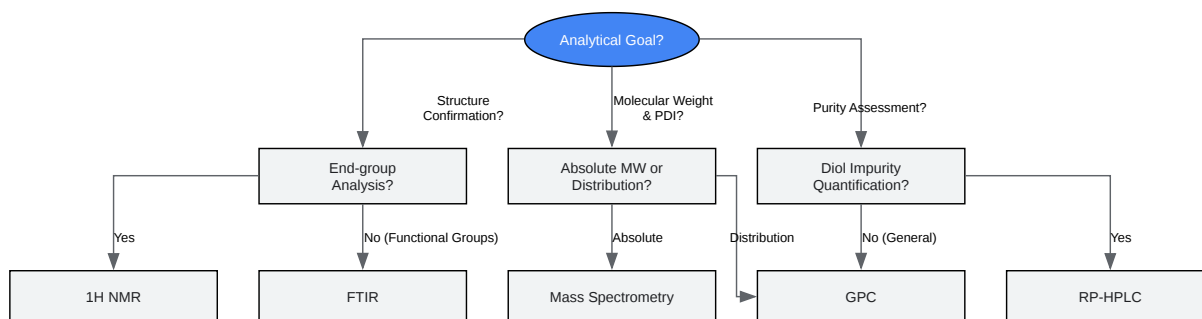 Analytical Goal?
Structure
Confirmation?
Molecular Weight
& PDI?
Purity Assessment?
End-group
Analysis?
Absolute MW or
Distribution?
Diol Impurity
Quantification?
Yes
No (Functional Groups)
Absolute
Distribution
No (General)
Yes
1H NMR
FTIR
Mass Spectrometry
GPC
RP-HPLC